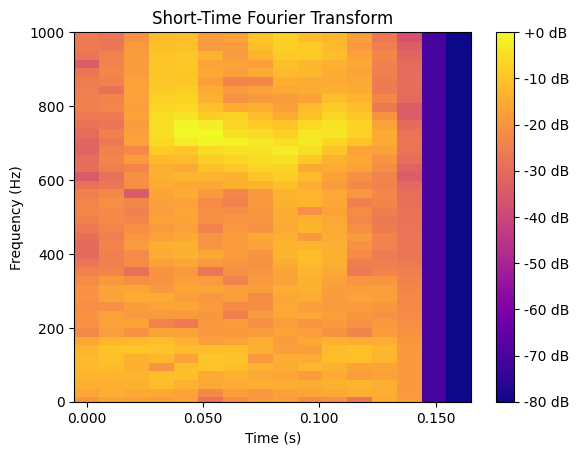 Short-Time Fourier Transform
1000
800
600
400
200
0
Frequency (Hz)
0.000
0.050
0.100
0.150
Time (s)
+0 dB
-10 dB
-20 dB
-30 dB
-40 dB
-50 dB
-60 dB
-70 dB
-80 dB